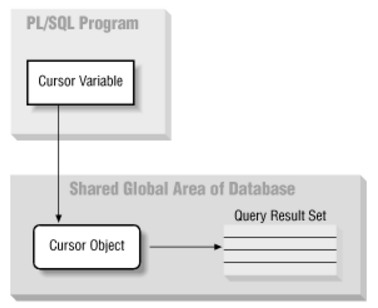 PL/SQL Program
Cursor Variable
Shared Global Area of Database
Query Result Set
Cursor Object